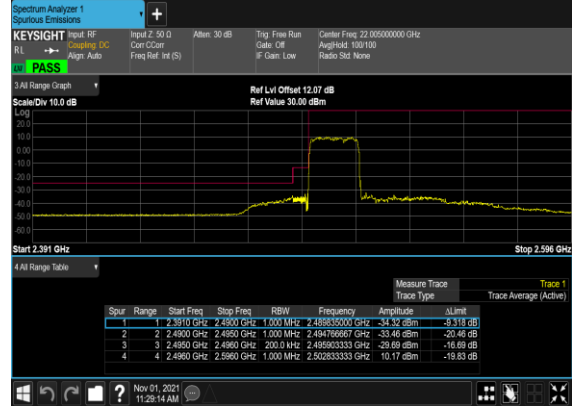 Spectrum Analyzer 1
Spurious Emissions
KEYSIGHT Input: RF Input Z: 50 Ω Atten: 30 dB Trig: Free Run Center Freq: 22.005000000 GHz
RL Coupling: DC Corr CCorr Gate: Off Avg|Hold: 100/100
Align: Auto Freq Ref: Int (S) IF Gain: Low Radio Std: None
PASS
3 All Range Graph
Ref Lvl Offset 12.07 dB
Scale/Div 10.0 dB Ref Value 30.00 dBm
Log
20.0
10.0
0.00
-10.0
-20.0
-30.0
-40.0
-50.0
-60.0
Start 2.391 GHz Stop 2.596 GHz
4 All Range Table
Measure Trace Trace 1
Trace Type Trace Average (Active)
Spur Range Start Freq Stop Freq RBW Frequency Amplitude ΔLimit
1 1 2.3910 GHz 2.4900 GHz 1.000 MHz 2.489835000 GHz -34.32 dBm -9.318 dB
2 2 2.4900 GHz 2.4950 GHz 1.000 MHz 2.494766667 GHz -33.46 dBm -20.46 dB
3 3 2.4950 GHz 2.4960 GHz 200.0 kHz 2.495903333 GHz -29.69 dBm -16.69 dB
4 4 2.4960 GHz 2.5960 GHz 1.000 MHz 2.502833333 GHz 10.17 dBm -19.83 dB
? Nov 01, 2021
11:29:14 AM